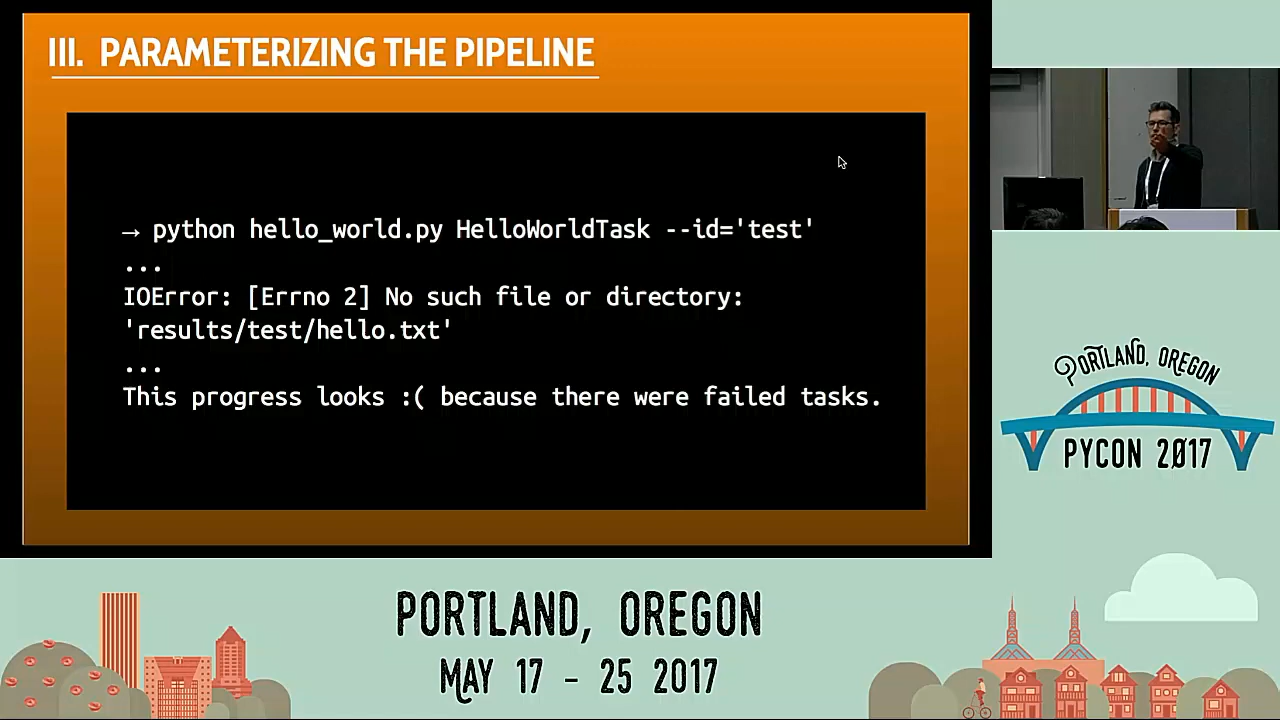 III. PARAMETERIZING THE PIPELINE
→ python hello_world.py HelloWorldTask --id='test'
...
IOError: [Errno 2] No such file or directory:
'results/test/hello.txt'
...
This progress looks :( because there were failed tasks.
PORTLAND, OREGON
PYCON 2017
PORTLAND, OREGON
MAY 17 - 25 2017